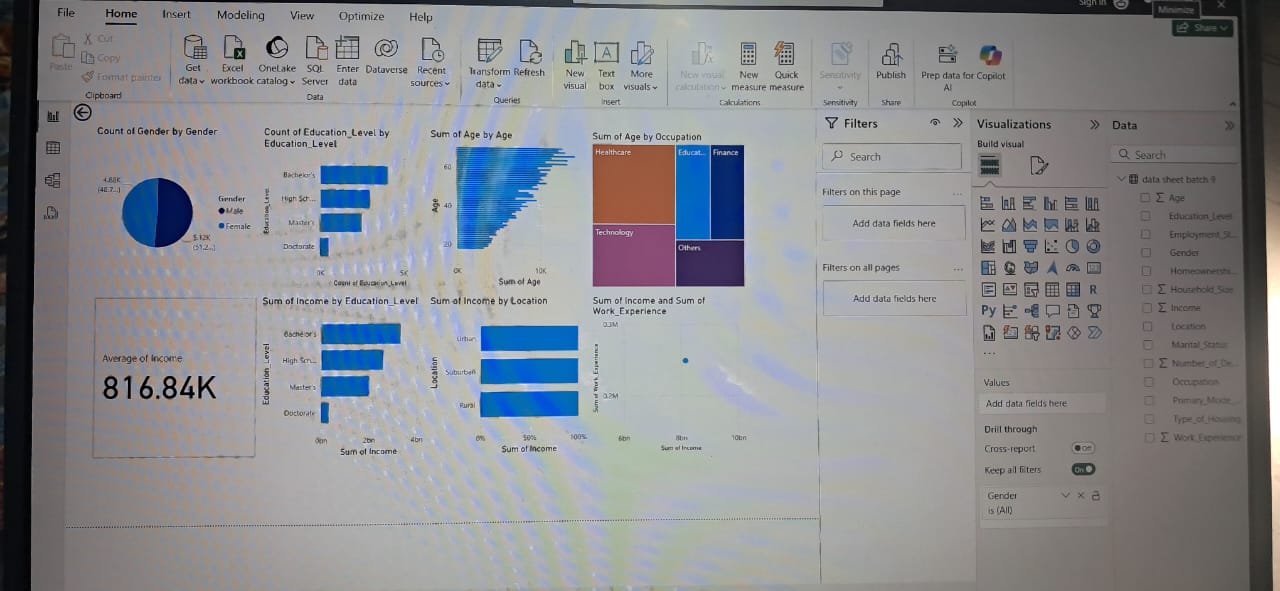 File Home Insert Modeling View Optimize Help
Sign in
Minimize
Share
Paste
Cut
Copy
Format painter
Clipboard
Get data
Excel workbook
OneLake catalog
SQL Server
Enter data
Dataverse
Recent sources
Data
Transform data
Refresh
Queries
New visual
Text box
More visuals
Insert
New visual calculation
New measure
Quick measure
Calculations
Sensitivity
Sensitivity
Publish
Share
Prep data for AI
Copilot
Copilot
Count of Gender by Gender
4.88K
(48.7...)
5.12K
(51.2...)
Gender
Male
Female
Count of Education_Level by
Education_Level
Education_Level
Bachelor's
High Sch...
Master's
Doctorate
0K 5K
Count of Education_Level
Sum of Age by Age
Age
60
40
20
0K 10K
Sum of Age
Sum of Age by Occupation
Healthcare
Educat...
Finance
Technology
Others
Average of Income
816.84K
Sum of Income by Education_Level
Education_Level
Bachelor's
High Sch...
Master's
Doctorate
0bn 2bn 4bn
Sum of Income
Sum of Income by Location
Location
Urban
Suburban
Rural
0% 50% 100%
Sum of Income
Sum of Income and Sum of
Work_Experience
Sum of Work_Experience
0.3M
0.2M
6bn 8bn 10bn
Sum of Income
Filters
Search
Filters on this page
...
Add data fields here
Filters on all pages
...
Add data fields here
Visualizations
Build visual
R
Py
...
Values
Add data fields here
Drill through
Cross-report
Off
Keep all filters
On
Gender
is (All)
Data
Search
data sheet batch 9
Age
Education_Level
Employment_St...
Gender
Homeownershi...
Household_Size
Income
Location
Marital_Status
Number_of_De...
Occupation
Primary_Mode_...
Type_of_Housing
Work_Experience